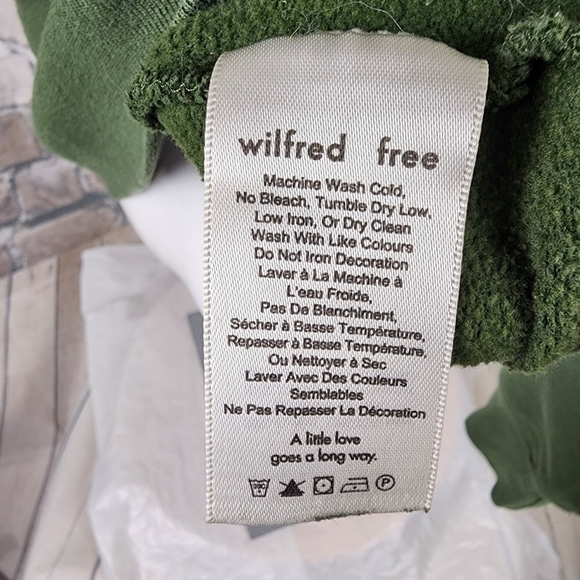 wilfred free
Machine Wash Cold,
No Bleach, Tumble Dry Low,
Low Iron, Or Dry Clean
Wash With Like Colours
Do Not Iron Decoration
Laver à La Machine à
L'eau Froide,
Pas De Blanchiment,
Sécher à Basse Température,
Repasser à Basse Température,
Ou Nettoyer à Sec
Laver Avec Des Couleurs
Semblables
Ne Pas Repasser La Décoration
A little love
goes a long way.
P